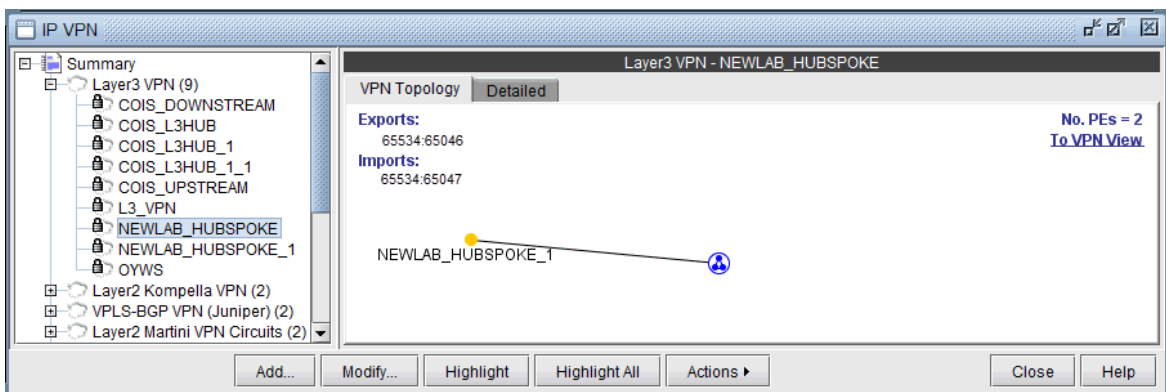 IP VPN
Summary
Layer3 VPN (9)
COIS_DOWNSTREAM
COIS_L3HUB
COIS_L3HUB_1
COIS_L3HUB_1_1
COIS_UPSTREAM
L3_VPN
NEWLAB_HUBSPOKE
NEWLAB_HUBSPOKE_1
OYWS
Layer2 Kompella VPN (2)
VPLS-BGP VPN (Juniper) (2)
Layer2 Martini VPN Circuits (2)
Layer3 VPN - NEWLAB_HUBSPOKE
VPN Topology Detailed
Exports: No. PEs = 2
65534:65046 To VPN View
Imports:
65534:65047
NEWLAB_HUBSPOKE_1
Add... Modify... Highlight Highlight All Actions Close Help